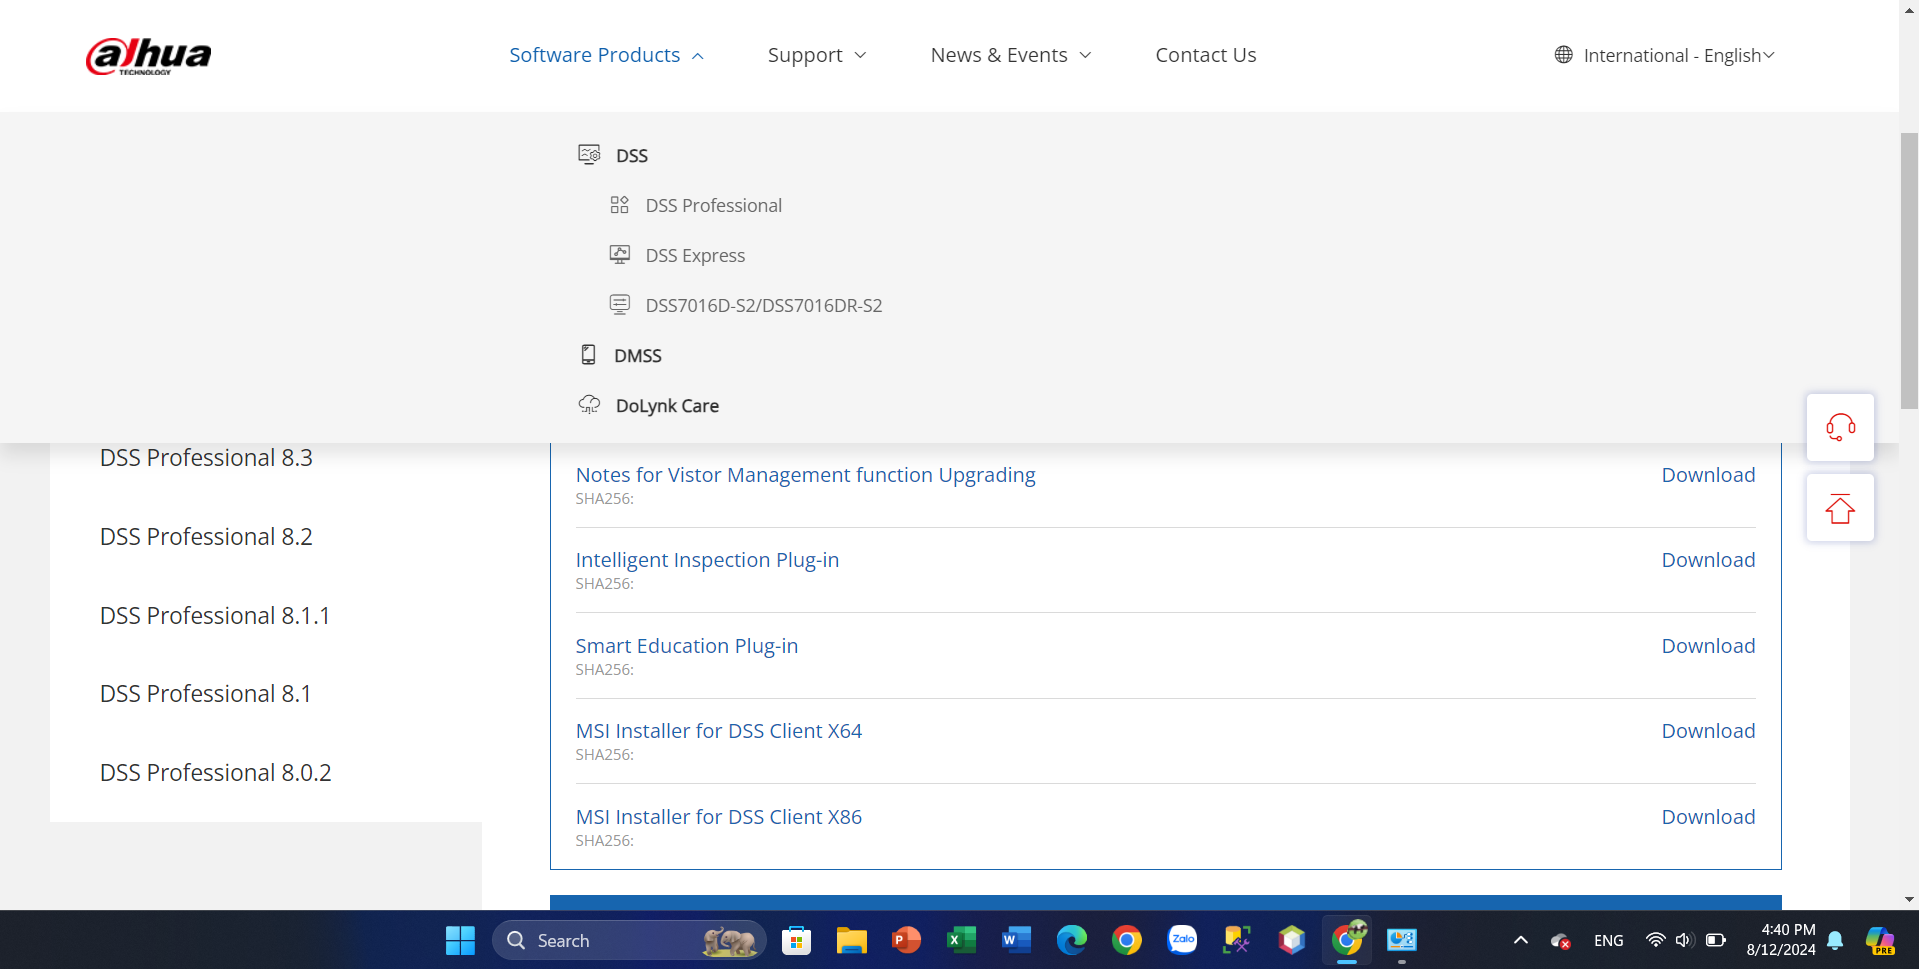 alhua
TECHNOLOGY
Software Products
Support
News & Events
Contact Us
International - English
DSS
DSS Professional
DSS Express
DSS7016D-S2/DSS7016DR-S2
DMSS
DoLynk Care
DSS Professional 8.3
DSS Professional 8.2
DSS Professional 8.1.1
DSS Professional 8.1
DSS Professional 8.0.2
Notes for Vistor Management function Upgrading
Download
SHA256:
Intelligent Inspection Plug-in
Download
SHA256:
Smart Education Plug-in
Download
SHA256:
MSI Installer for DSS Client X64
Download
SHA256:
MSI Installer for DSS Client X86
Download
SHA256:
Search
P
X
W
Zalo
ENG
4:40 PM
8/12/2024
PRE